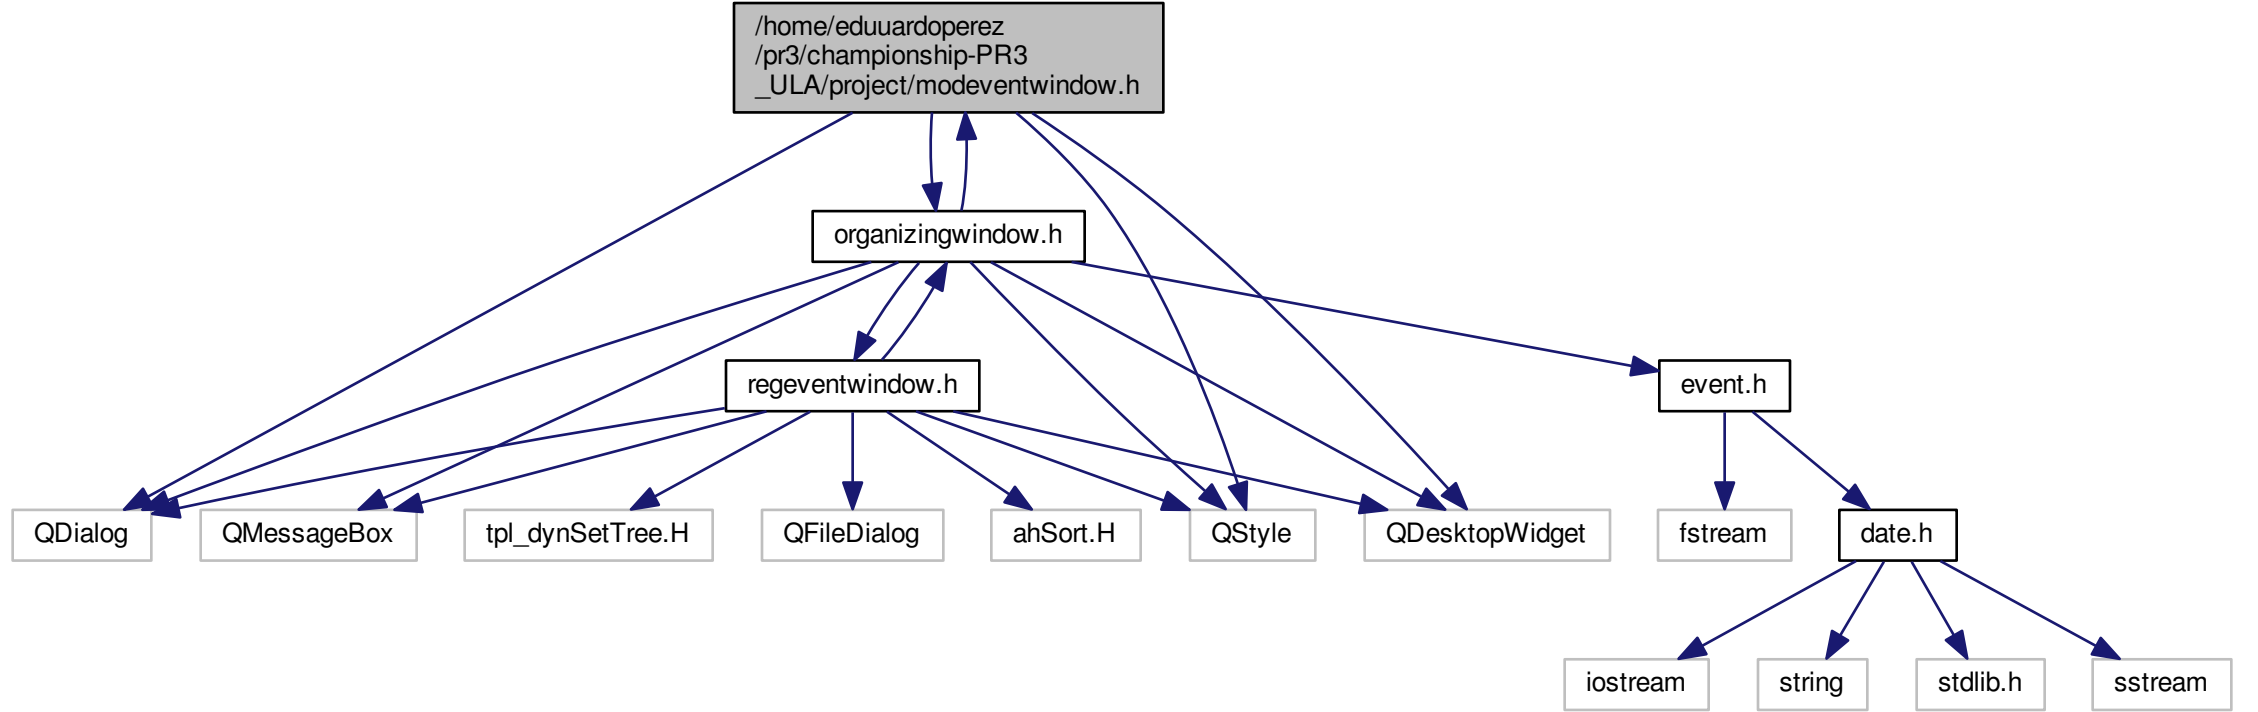 /home/eduuardoperez
/pr3/championship-PR3
_ULA/project/modeventwindow.h
organizingwindow.h
regeventwindow.h
event.h
QDialog
QMessageBox
tpl_dynSetTree.H
QFileDialog
ahSort.H
QStyle
QDesktopWidget
fstream
date.h
iostream
string
stdlib.h
sstream